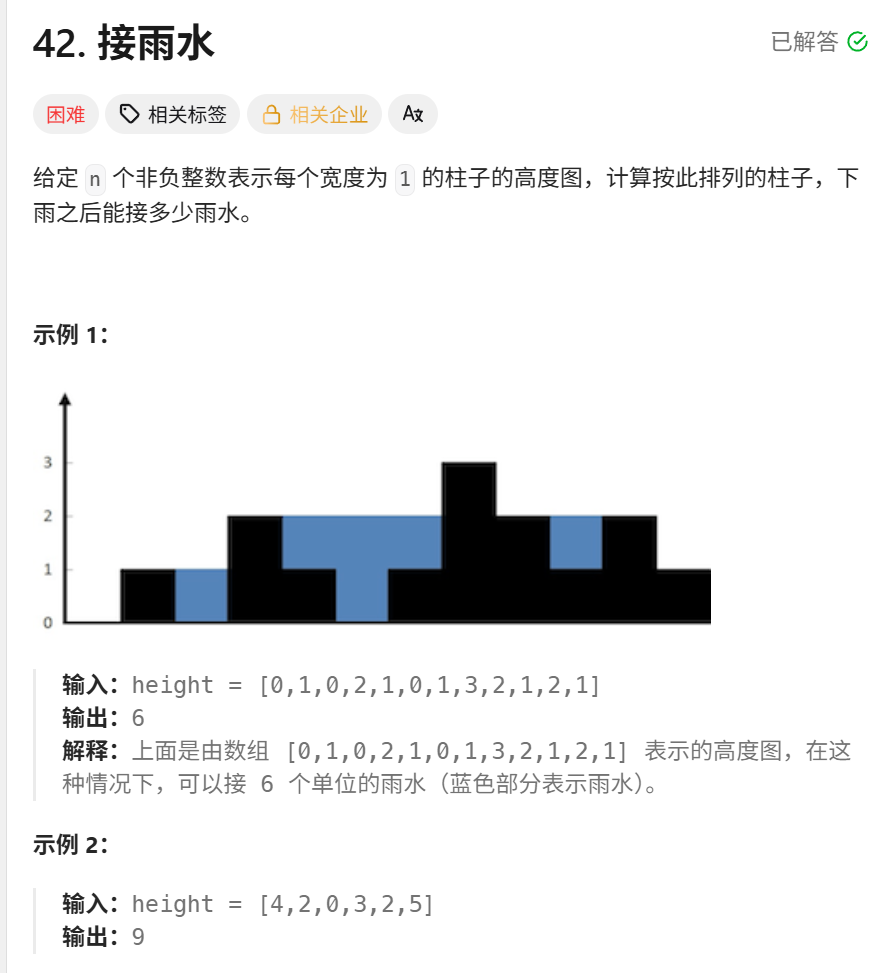 42. 接雨水
已解答
困难 相关标签 相关企业 A文
给定 n 个非负整数表示每个宽度为 1 的柱子的高度图，计算按此排列的柱子，下
雨之后能接多少雨水。
示例 1：
3
2
1
0
输入：height = [0,1,0,2,1,0,1,3,2,1,2,1]
输出：6
解释：上面是由数组 [0,1,0,2,1,0,1,3,2,1,2,1] 表示的高度图，在这
种情况下，可以接 6 个单位的雨水（蓝色部分表示雨水）。
示例 2：
输入：height = [4,2,0,3,2,5]
输出：9